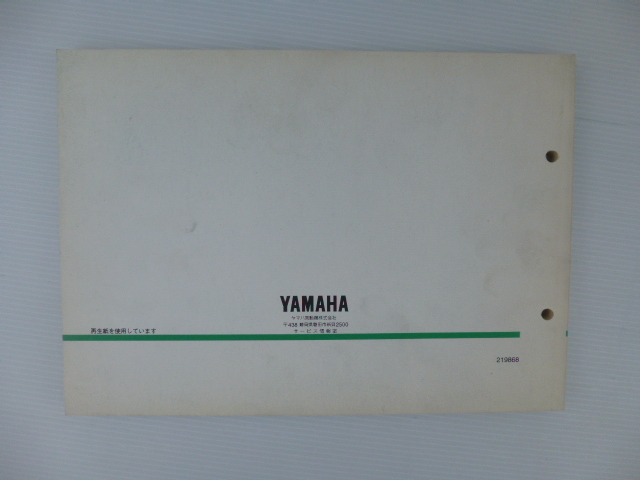 YAMAHA
ヤマハ発動機株式会社
〒438 静岡県磐田市新貝2500
サービス情報部
再生紙を使用しています
219868